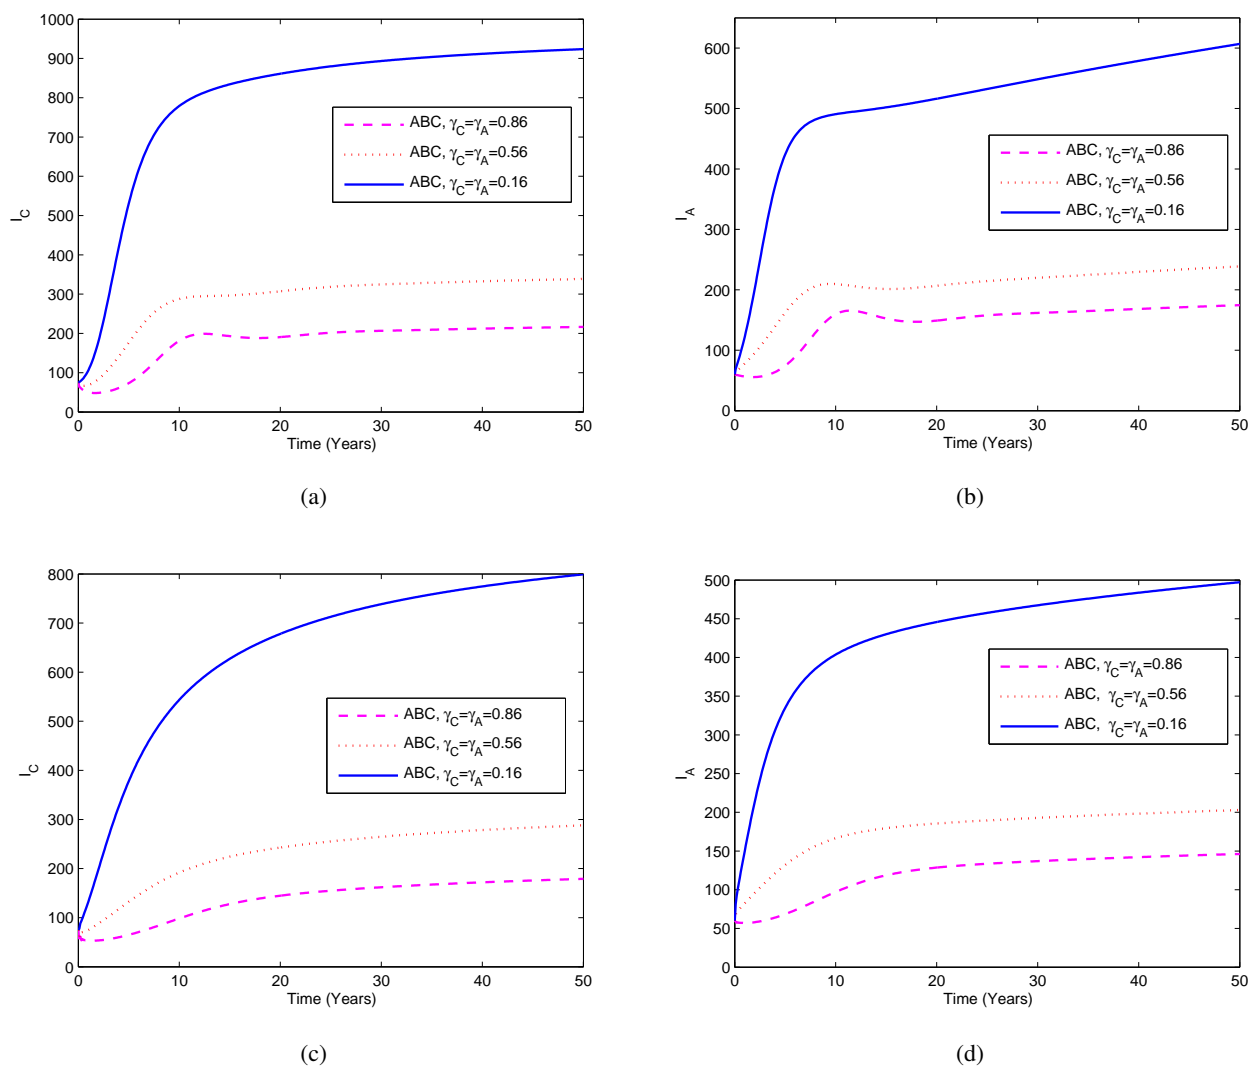 1000
900
800
700
600
500
400
300
200
100
0
I_C
ABC, γ_C=γ_A=0.86
ABC, γ_C=γ_A=0.56
ABC, γ_C=γ_A=0.16
0 10 20 30 40 50
Time (Years)
(a)
600
500
400
300
200
100
0
I_A
ABC, γ_C=γ_A=0.86
ABC, γ_C=γ_A=0.56
ABC, γ_C=γ_A=0.16
0 10 20 30 40 50
Time (Years)
(b)
800
700
600
500
400
300
200
100
0
I_C
ABC, γ_C=γ_A=0.86
ABC, γ_C=γ_A=0.56
ABC, γ_C=γ_A=0.16
0 10 20 30 40 50
Time (Years)
(c)
500
450
400
350
300
250
200
150
100
50
0
I_A
ABC, γ_C=γ_A=0.86
ABC, γ_C=γ_A=0.56
ABC, γ_C=γ_A=0.16
0 10 20 30 40 50
Time (Years)
(d)